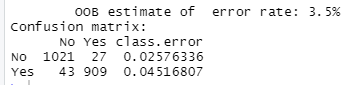 OOB estimate of  error rate: 3.5%
Confusion matrix:
      No Yes class.error
No  1021  27  0.02576336
Yes   43 909  0.04516807